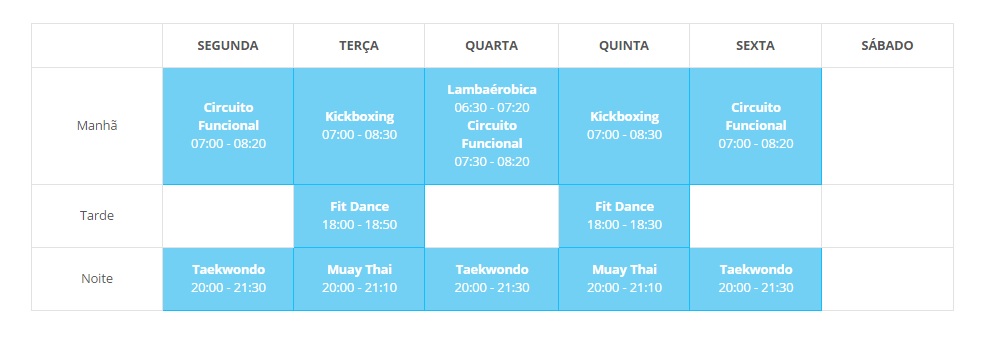 SEGUNDA TERÇA QUARTA QUINTA SEXTA SÁBADO
Manhã
Circuito
Funcional
07:00 - 08:20
Kickboxing
07:00 - 08:30
Lambaérobica
06:30 - 07:20
Circuito
Funcional
07:30 - 08:20
Kickboxing
07:00 - 08:30
Circuito
Funcional
07:00 - 08:20
Tarde
Fit Dance
18:00 - 18:50
Fit Dance
18:00 - 18:30
Noite
Taekwondo
20:00 - 21:30
Muay Thai
20:00 - 21:10
Taekwondo
20:00 - 21:30
Muay Thai
20:00 - 21:10
Taekwondo
20:00 - 21:30